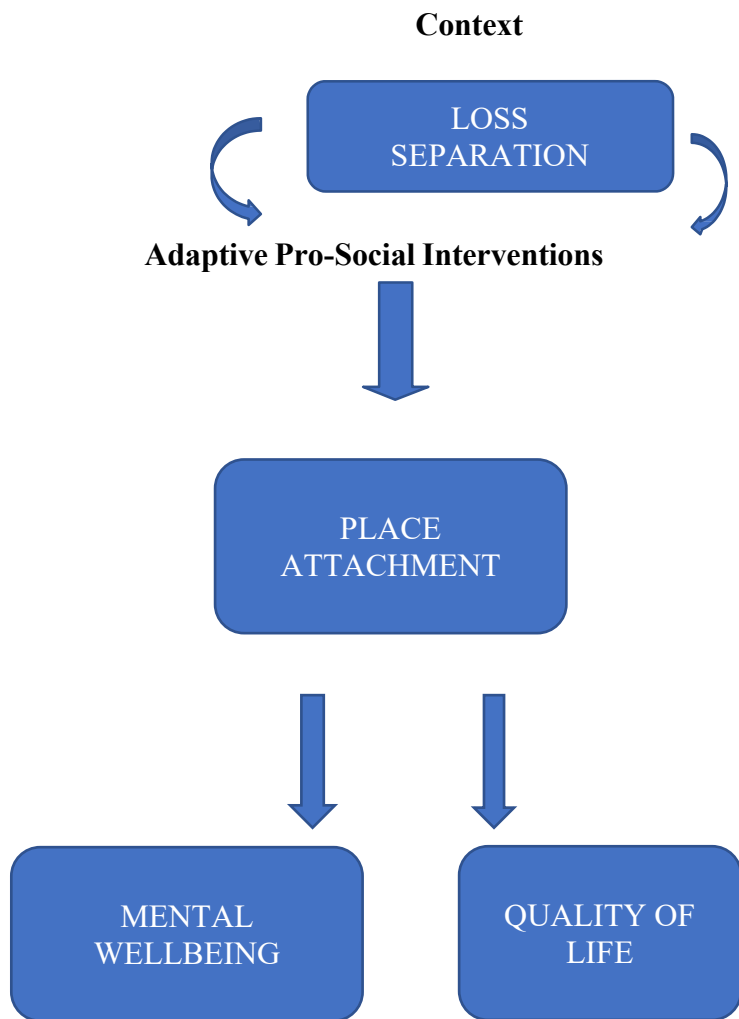 Context
LOSS
SEPARATION
Adaptive Pro-Social Interventions
PLACE
ATTACHMENT
MENTAL
WELLBEING
QUALITY OF
LIFE